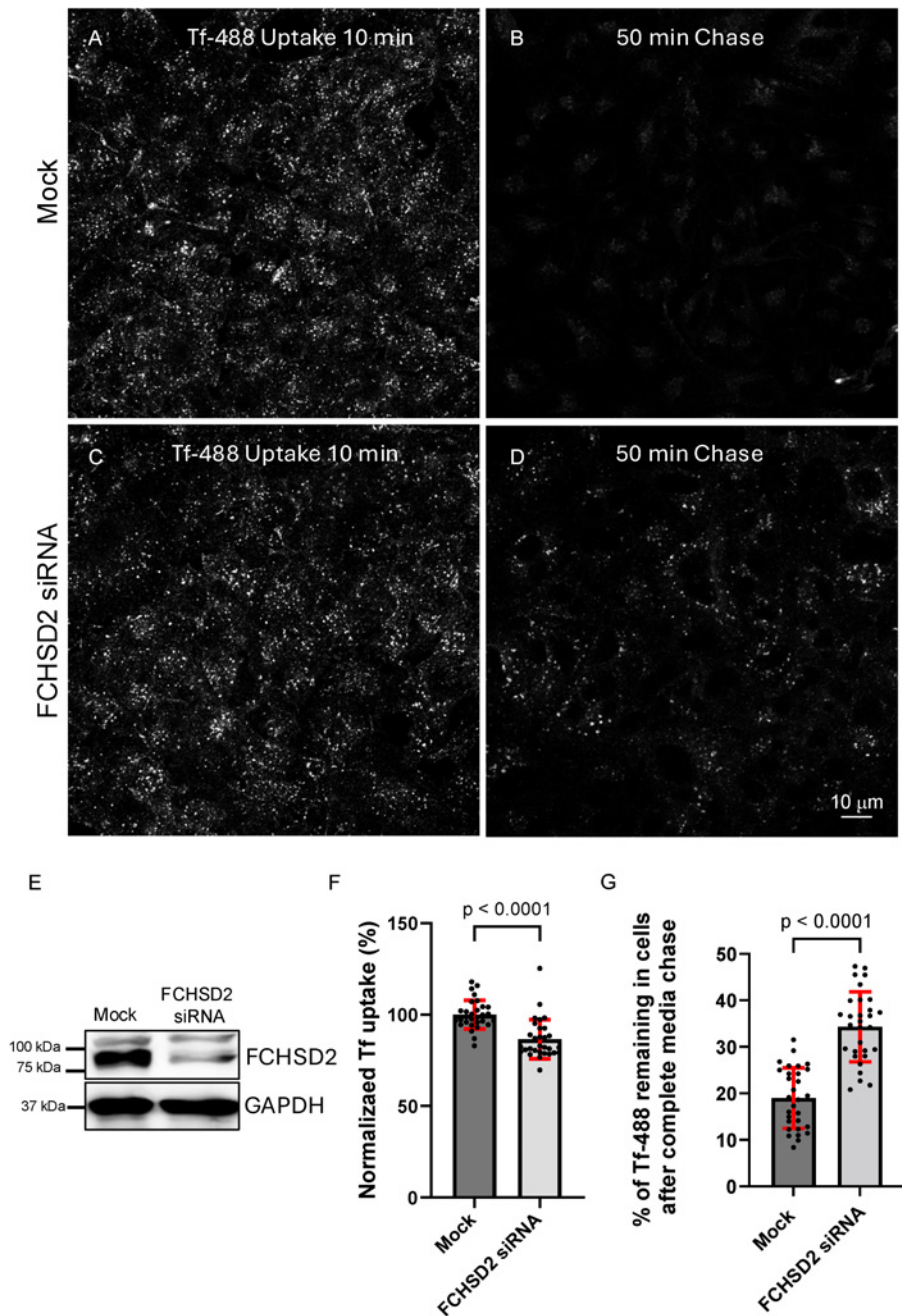 A
Tf-488 Uptake 10 min
B
50 min Chase
Mock
C
Tf-488 Uptake 10 min
D
50 min Chase
FCHSD2 siRNA
10 μm
E
Mock
FCHSD2
siRNA
100 kDa
75 kDa
FCHSD2
37 kDa
GAPDH
F
p < 0.0001
Normalizaed Tf uptake (%)
150
100
50
0
Mock
FCHSD2 siRNA
G
p < 0.0001
% of Tf-488 remaining in cells
after complete media chase
50
40
30
20
10
0
Mock
FCHSD2 siRNA